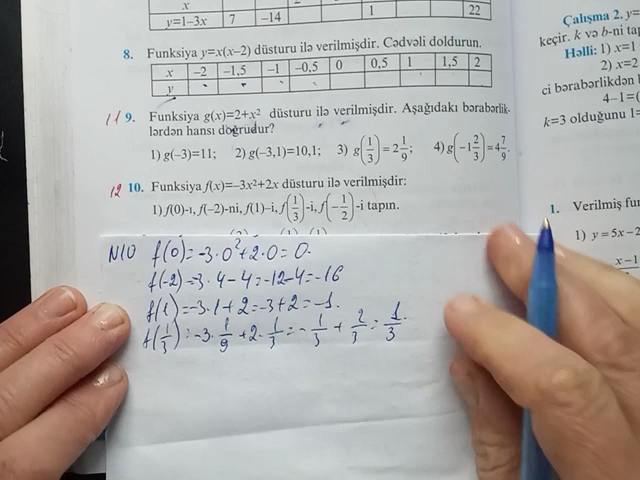 x
y=1–3x 7 –14 1 22
8. Funksiya y=x(x–2) düsturu ilə verilmişdir. Cədvəli doldurun.
x –2 –1,5 –1 –0,5 0 0,5 1 1,5 2
y
11 9. Funksiya g(x)=2+x² düsturu ilə verilmişdir. Aşağıdakı bərabərlik-
lərdən hansı doğrudur?
1) g(–3)=11; 2) g(–3,1)=10,1; 3) g(1/3)=2 1/9; 4) g(–1 2/3)=4 7/9.
12 10. Funksiya f(x)=–3x²+2x düsturu ilə verilmişdir:
1) f(0)-ı, f(–2)-ni, f(1)-i, f(1/3)-i, f(–1/2)-i tapın.
N10 f(0)=-3·0²+2·0=0.
f(-2)=-3·4-4=-12-4=-16
f(1)=-3·1+2=-3+2=-1.
f(1/3)=-3·1/9+2·1/3=-1/3+2/3=1/3.
Çalışma 2. y=
keçir. k və b-ni tap
Həlli: 1) x=1
2) x=2
ci bərabərlikdən b
4–1=(
k=3 olduğunu 1=
1. Verilmiş fun
1) y=5x–2
x–1